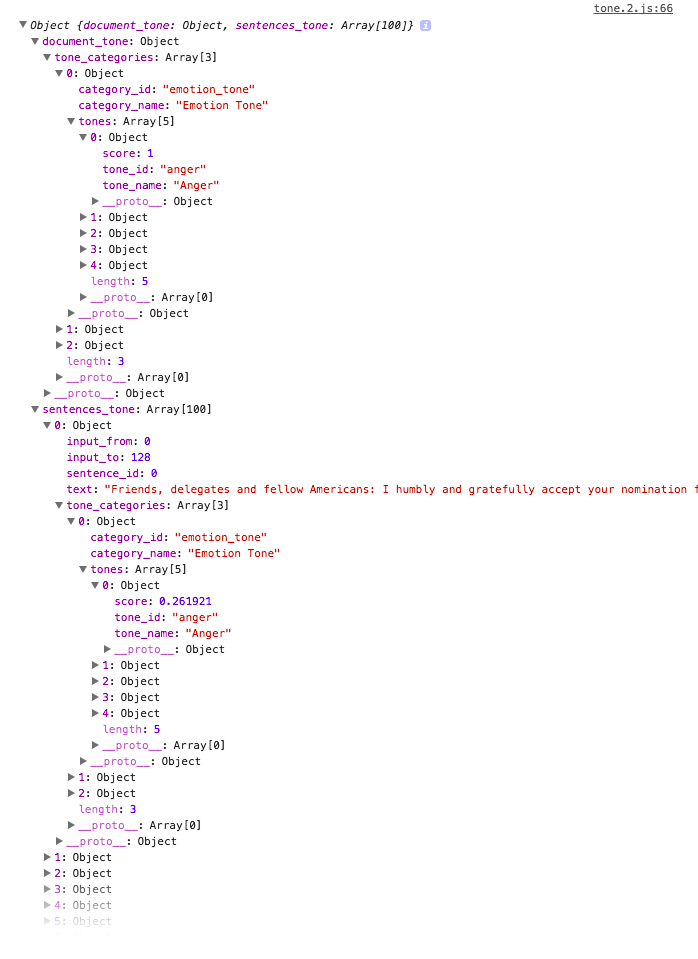 tone.2.js:66
▼Object {document_tone: Object, sentences_tone: Array[100]} i
▼document_tone: Object
▼tone_categories: Array[3]
▼0: Object
category_id: "emotion_tone"
category_name: "Emotion Tone"
▼tones: Array[5]
▼0: Object
score: 1
tone_id: "anger"
tone_name: "Anger"
▶__proto__: Object
▶1: Object
▶2: Object
▶3: Object
▶4: Object
length: 5
▶__proto__: Array[0]
▶__proto__: Object
▶1: Object
▶2: Object
length: 3
▶__proto__: Array[0]
▶__proto__: Object
▼sentences_tone: Array[100]
▼0: Object
input_from: 0
input_to: 128
sentence_id: 0
text: "Friends, delegates and fellow Americans: I humbly and gratefully accept your nomination f
▼tone_categories: Array[3]
▼0: Object
category_id: "emotion_tone"
category_name: "Emotion Tone"
▼tones: Array[5]
▼0: Object
score: 0.261921
tone_id: "anger"
tone_name: "Anger"
▶__proto__: Object
▶1: Object
▶2: Object
▶3: Object
▶4: Object
length: 5
▶__proto__: Array[0]
▶__proto__: Object
▶1: Object
▶2: Object
length: 3
▶__proto__: Array[0]
▶__proto__: Object
▶1: Object
▶2: Object
▶3: Object
▶4: Object
▶5: Object